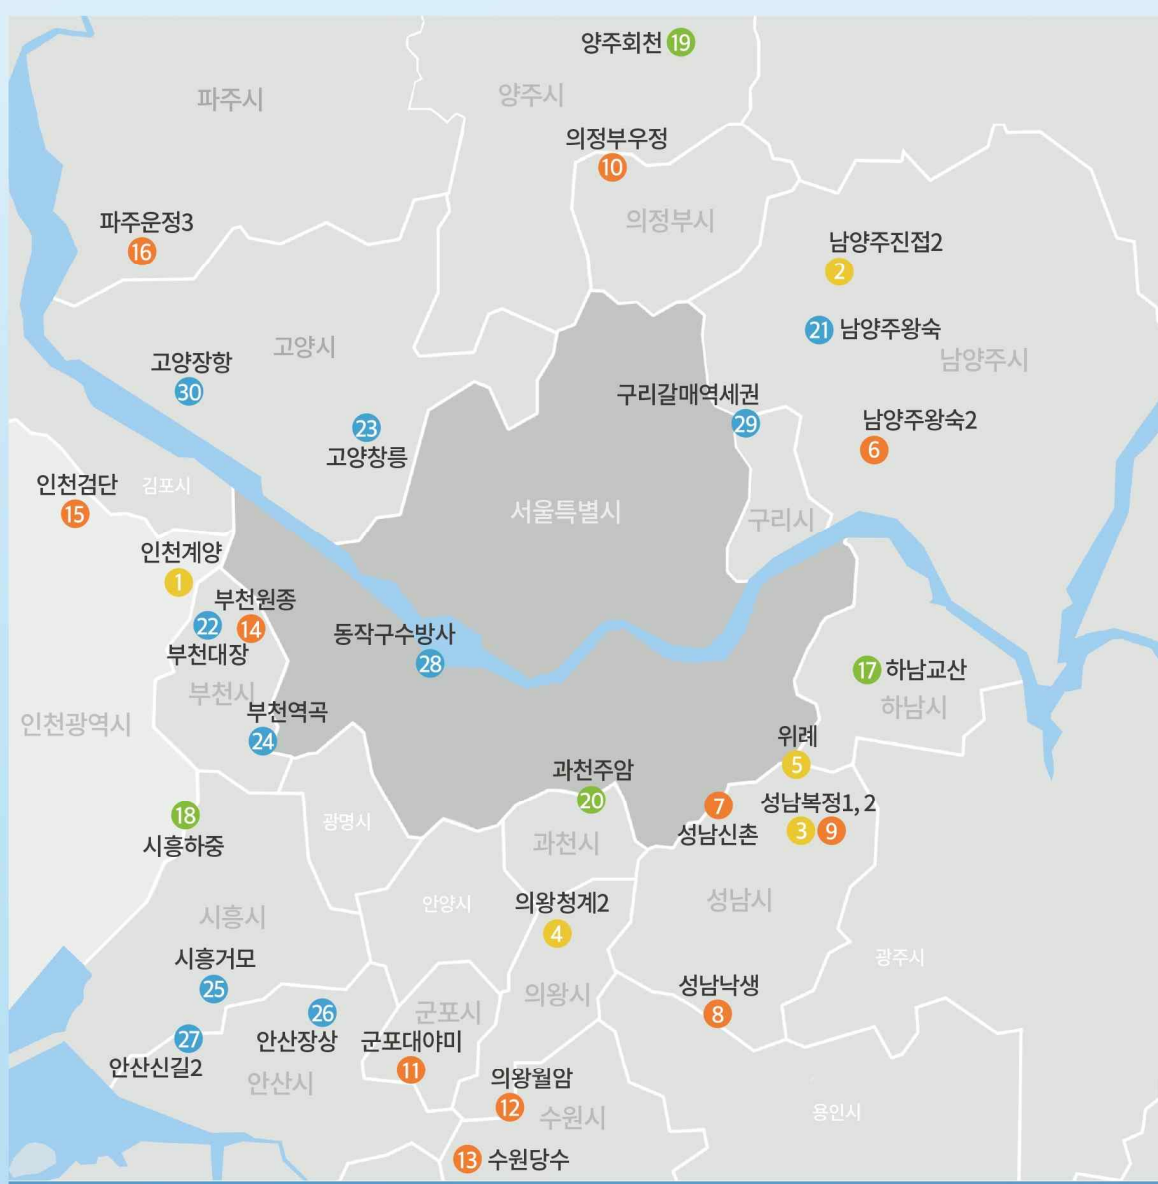 양주회천 19
파주시
양주시
의정부우정
10
의정부시
파주운정3
16
남양주진접2
2
21 남양주왕숙
고양시
남양주시
고양장항
30
구리갈매역세권
29
23
고양창릉
남양주왕숙2
6
인천검단
15
김포시
서울특별시
구리시
인천계양
1
부천원종
14
22
부천대장
동작구수방사
28
17 하남교산
부천시
하남시
인천광역시
부천역곡
24
위례
5
과천주암
20
7
성남신촌
성남복정1, 2
3 9
18
시흥하중
광명시
과천시
안양시
의왕청계2
4
성남시
시흥시
광주시
시흥거모
25
성남낙생
8
의왕시
군포시
26
안산장상
27
안산신길2
군포대야미
11
안산시
의왕월암
12
수원시
용인시
13 수원당수